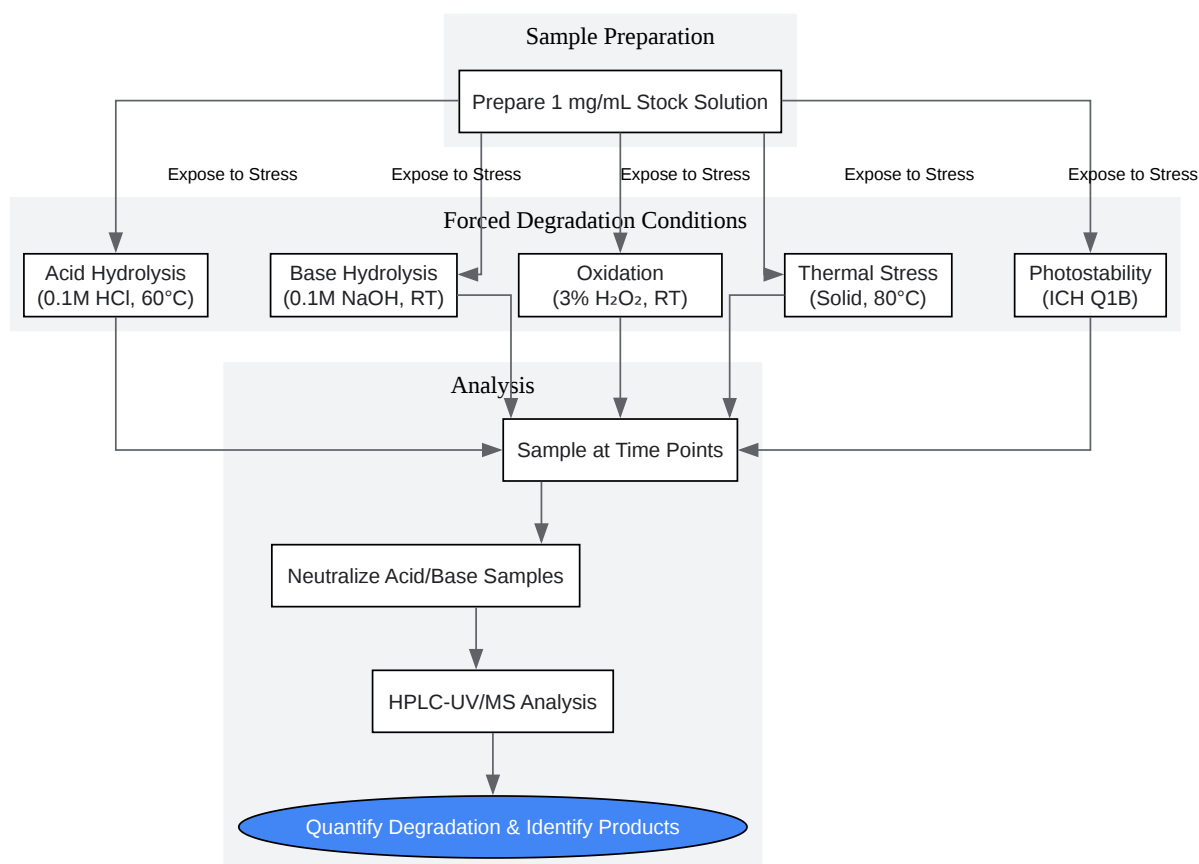 Sample Preparation
Prepare 1 mg/mL Stock Solution
Expose to Stress
Expose to Stress
Expose to Stress
Expose to Stress
Expose to Stress
Forced Degradation Conditions
Acid Hydrolysis
(0.1M HCl, 60°C)
Base Hydrolysis
(0.1M NaOH, RT)
Oxidation
(3% H₂O₂, RT)
Thermal Stress
(Solid, 80°C)
Photostability
(ICH Q1B)
Analysis
Sample at Time Points
Neutralize Acid/Base Samples
HPLC-UV/MS Analysis
Quantify Degradation & Identify Products